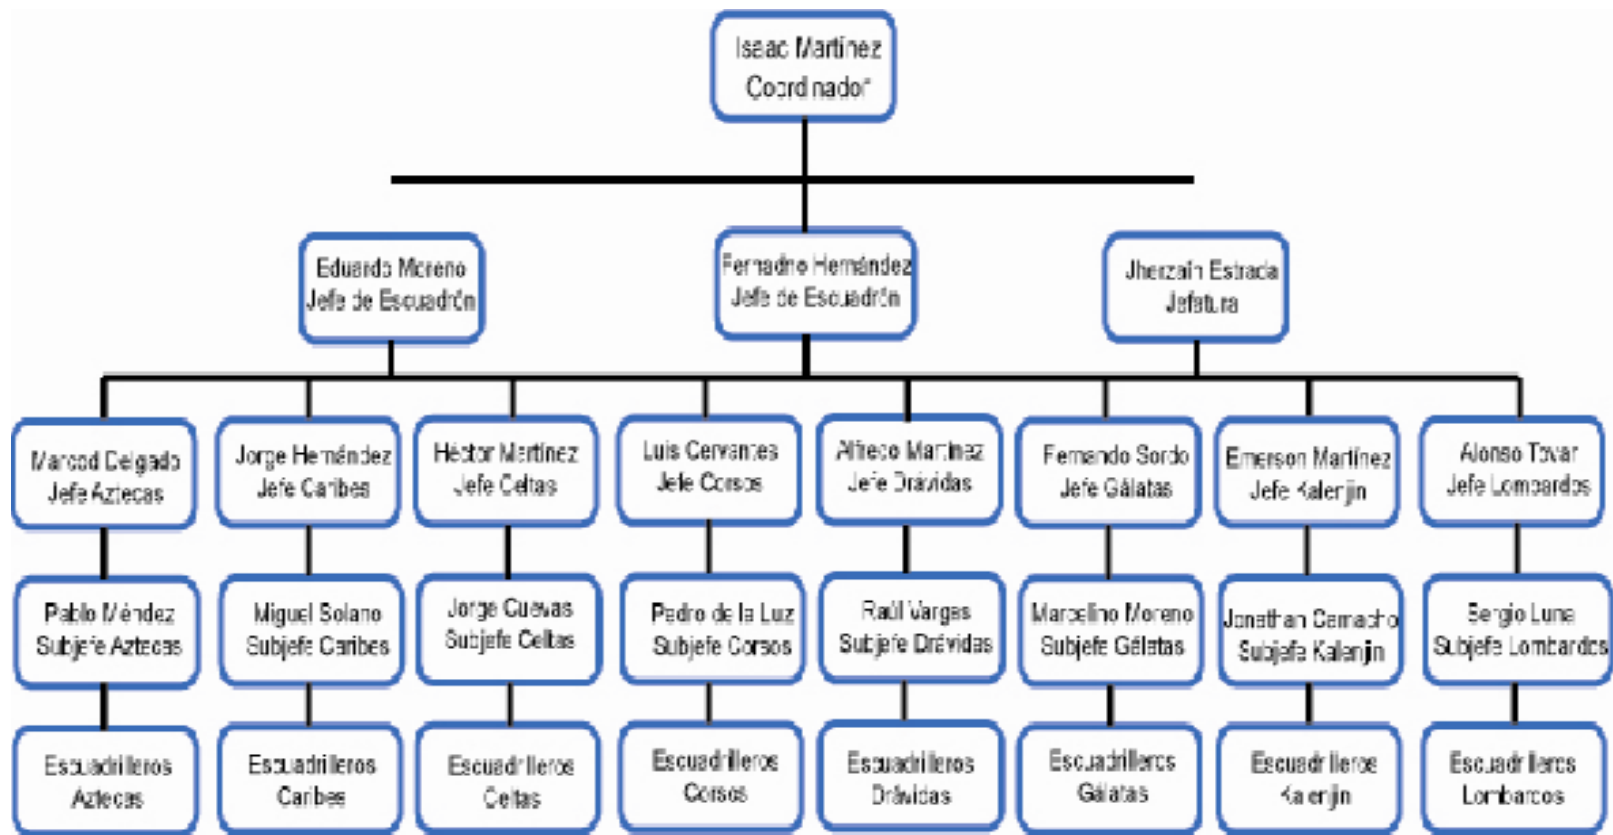 Isaac Martínez
Coordinador
Eduardo Moreno
Jefe de Escuadrón
Fernadno Hernández
Jefe de Escuadrón
Jherzaín Estrada
Jefatura
Marcod Delgado
Jefe Aztecas
Jorge Hernández
Jefe Caribes
Héctor Martínez
Jefe Celtas
Luis Cervantes
Jefe Corsos
Alfredo Martínez
Jefe Drávidas
Fernando Sordo
Jefe Gálatas
Emerson Martínez
Jefe Kalenjin
Alonso Tovar
Jefe Lombardos
Pablo Méndez
Subjefe Aztecas
Miguel Solano
Subjefe Caribes
Jorge Cuevas
Subjefe Celtas
Pedro de la Luz
Subjefe Corsos
Raúl Vargas
Subjefe Drávidas
Marcelino Moreno
Subjefe Gálatas
Jonathan Camacho
Subjefe Kalenjin
Sergio Luna
Subjefe Lombardos
Escuadrilleros
Aztecas
Escuadrilleros
Caribes
Escuadrilleros
Celtas
Escuadrilleros
Corsos
Escuadrilleros
Drávidas
Escuadrilleros
Gálatas
Escuadrilleros
Kalenjin
Escuadrilleros
Lombardos